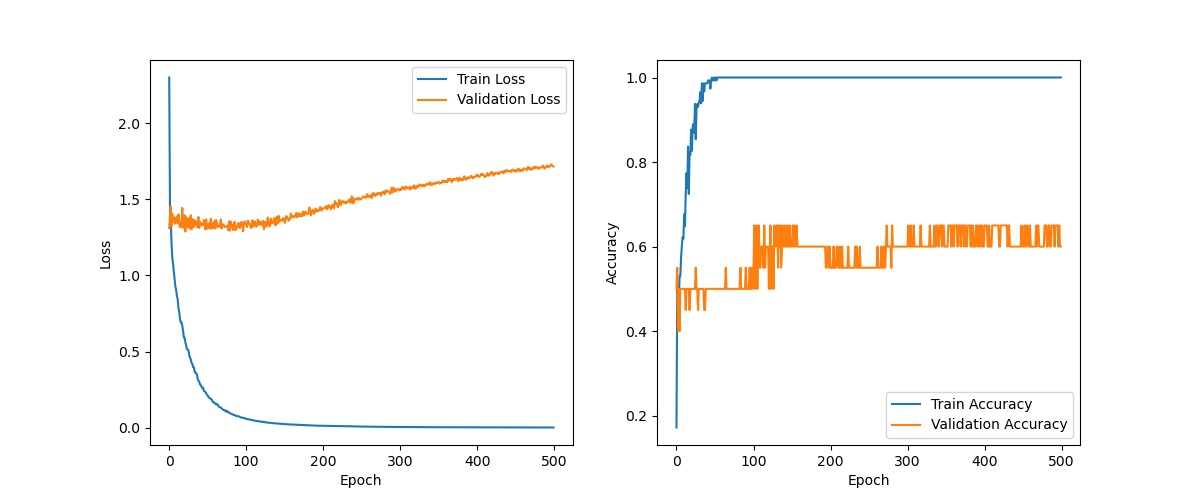 Train Loss
Validation Loss
2.0
1.5
1.0
0.5
0.0
Loss
0 100 200 300 400 500
Epoch
1.0
0.8
0.6
0.4
0.2
Accuracy
Train Accuracy
Validation Accuracy
0 100 200 300 400 500
Epoch